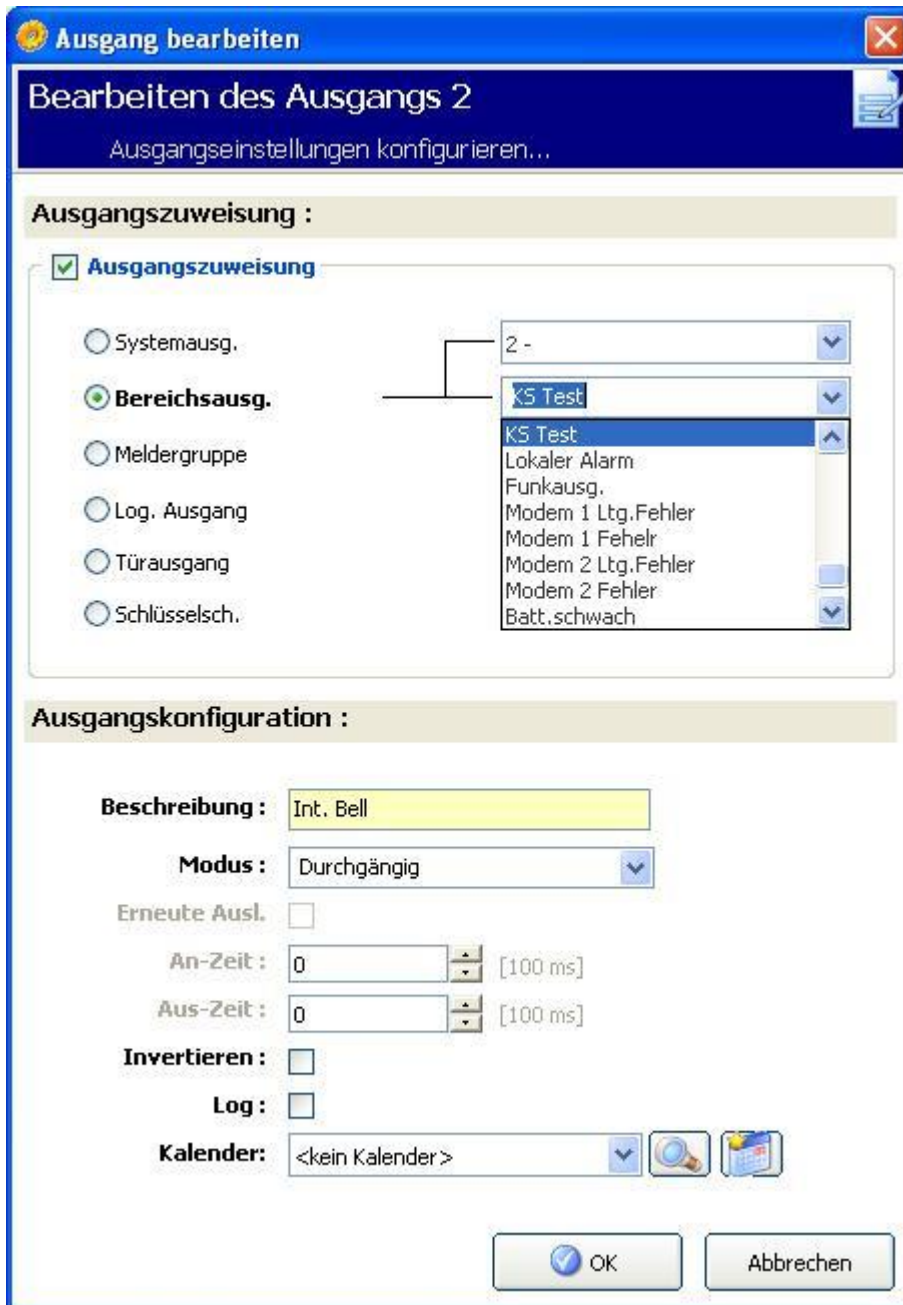 Ausgang bearbeiten
Bearbeiten des Ausgangs 2
Ausgangseinstellungen konfigurieren...
Ausgangszuweisung :
Ausgangszuweisung
Systemausg.
2 -
Bereichsausg.
KS Test
KS Test
Meldergruppe
Lokaler Alarm
Funkausg.
Log. Ausgang
Modem 1 Ltg.Fehler
Modem 1 Fehelr
Türausgang
Modem 2 Ltg.Fehler
Modem 2 Fehler
Schlüsselsch.
Batt.schwach
Ausgangskonfiguration :
Beschreibung : Int. Bell
Modus : Durchgängig
Erneute Ausl.
An-Zeit : 0 [100 ms]
Aus-Zeit : 0 [100 ms]
Invertieren :
Log :
Kalender: <kein Kalender>
OK Abbrechen